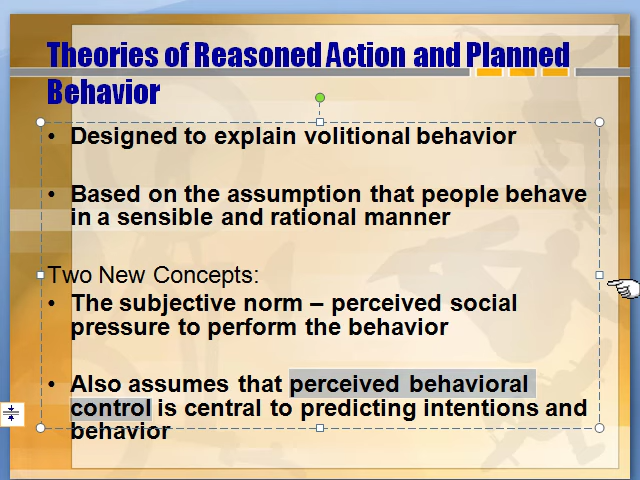 Theories of Reasoned Action and Planned
Behavior
• Designed to explain volitional behavior
• Based on the assumption that people behave
in a sensible and rational manner
Two New Concepts:
• The subjective norm – perceived social
pressure to perform the behavior
• Also assumes that perceived behavioral
control is central to predicting intentions and
behavior